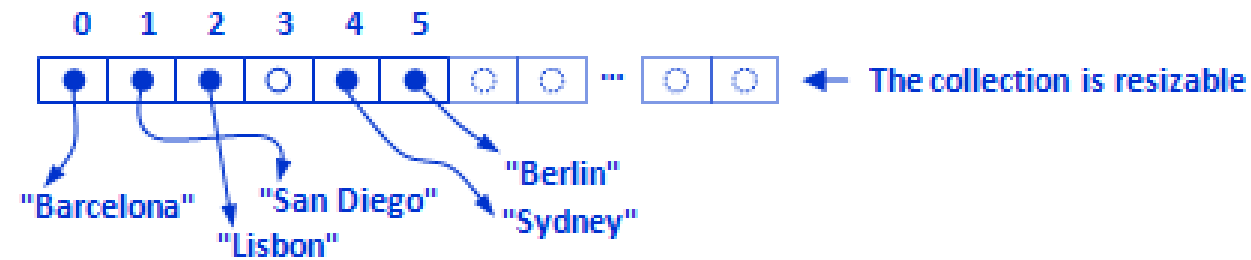 0 1 2 3 4 5
... The collection is resizable
"Berlin"
"Barcelona" "San Diego" "Sydney"
"Lisbon"